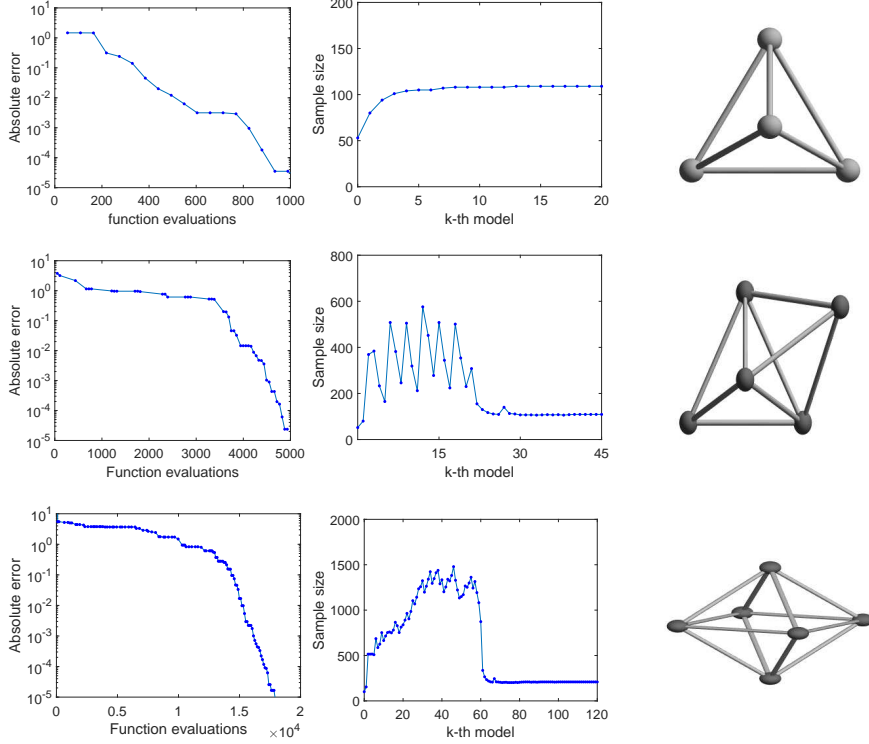 Absolute error
10^1
10^0
10^-1
10^-2
10^-3
10^-4
10^-5
0 200 400 600 800 1000
function evaluations
Sample size
200
150
100
50
0
0 5 10 15 20
k-th model
Absolute error
10^1
10^0
10^-1
10^-2
10^-3
10^-4
10^-5
0 1000 2000 3000 4000 5000
Function evaluations
Sample size
800
600
400
200
0
15 30 45
k-th model
Absolute error
10^1
10^0
10^-1
10^-2
10^-3
10^-4
10^-5
0 0.5 1 1.5 2
Function evaluations ×10^4
Sample size
2000
1500
1000
500
0
0 20 40 60 80 100 120
k-th model